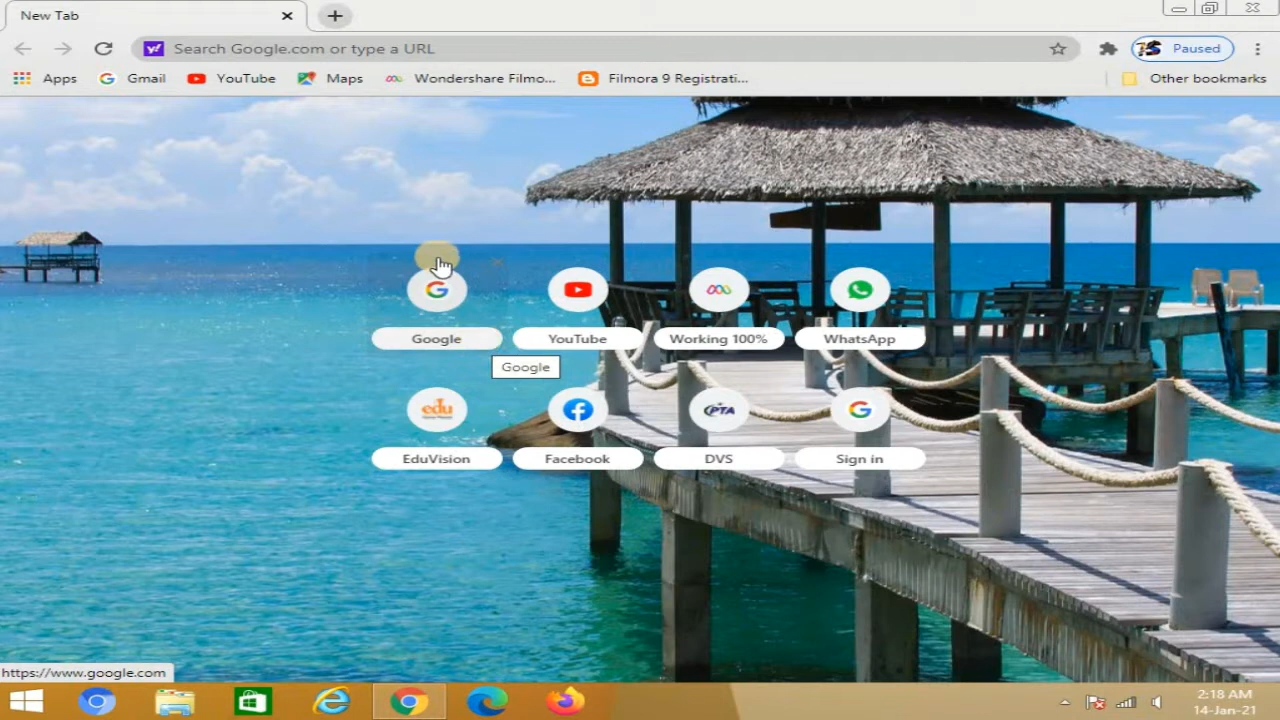 New Tab
Search Google.com or type a URL
Paused
Apps
Gmail
YouTube
Maps
Wondershare Filmo...
Filmora 9 Registrati...
Other bookmarks
Google
YouTube
Working 100%
WhatsApp
Google
edu
PTA
EduVision
Facebook
DVS
Sign in
https://www.google.com
2:18 AM
14-Jan-21